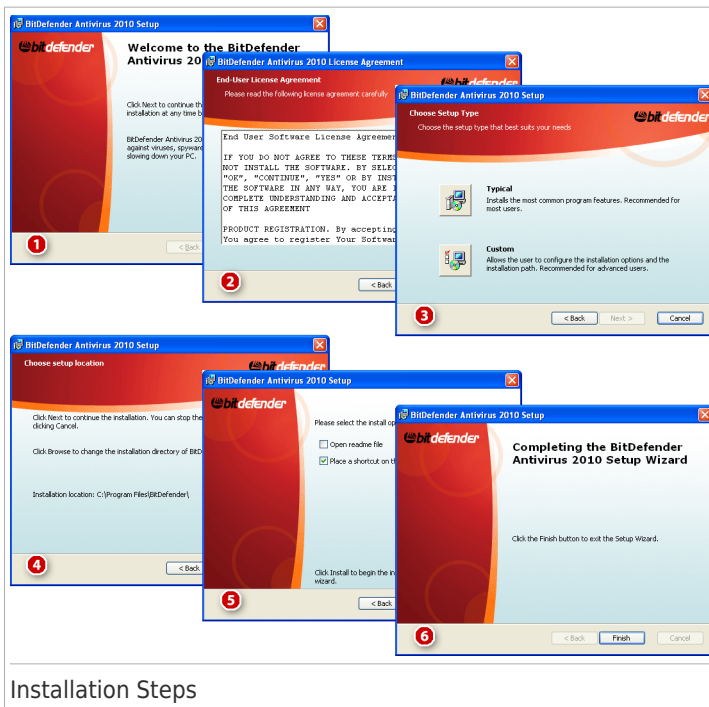 BitDefender Antivirus 2010 Setup
bitdefender
Welcome to the BitDefender
Antivirus 20
Click Next to continue th
installation at any time b
BitDefender Antivirus 20
against viruses, spyware
slowing down your PC.
< Back
1
BitDefender Antivirus 2010 License Agreement
End-User License Agreement
Please read the following license agreement carefully
bitdefender
End User Software License Agreemen
IF YOU DO NOT AGREE TO THESE TERMS
NOT INSTALL THE SOFTWARE. BY SELEC
"OK", "CONTINUE", "YES" OR BY INST
THE SOFTWARE IN ANY WAY, YOU ARE
COMPLETE UNDERSTANDING AND ACCEPTA
OF THIS AGREEMENT
PRODUCT REGISTRATION. By accepting
You agree to register Your Softwar
< Back
2
BitDefender Antivirus 2010 Setup
Choose Setup Type
Choose the setup type that best suits your needs
bitdefender
Typical
Installs the most common program features. Recommended for
most users.
Custom
Allows the user to configure the installation options and the
installation path. Recommended for advanced users.
< Back Next > Cancel
3
BitDefender Antivirus 2010 Setup
Choose setup location
bitdefender
Click Next to continue the installation. You can stop the
clicking Cancel.
Click Browse to change the installation directory of BitD
Installation location: C:\Program Files\BitDefender\
< Back
4
BitDefender Antivirus 2010 Setup
bitdefender
Please select the install op
Open readme file
Place a shortcut on th
Click Install to begin the in
wizard.
< Back
5
BitDefender Antivirus 2010 Setup
bitdefender
Completing the BitDefender
Antivirus 2010 Setup Wizard
Click the Finish button to exit the Setup Wizard.
< Back Finish Cancel
6
Installation Steps